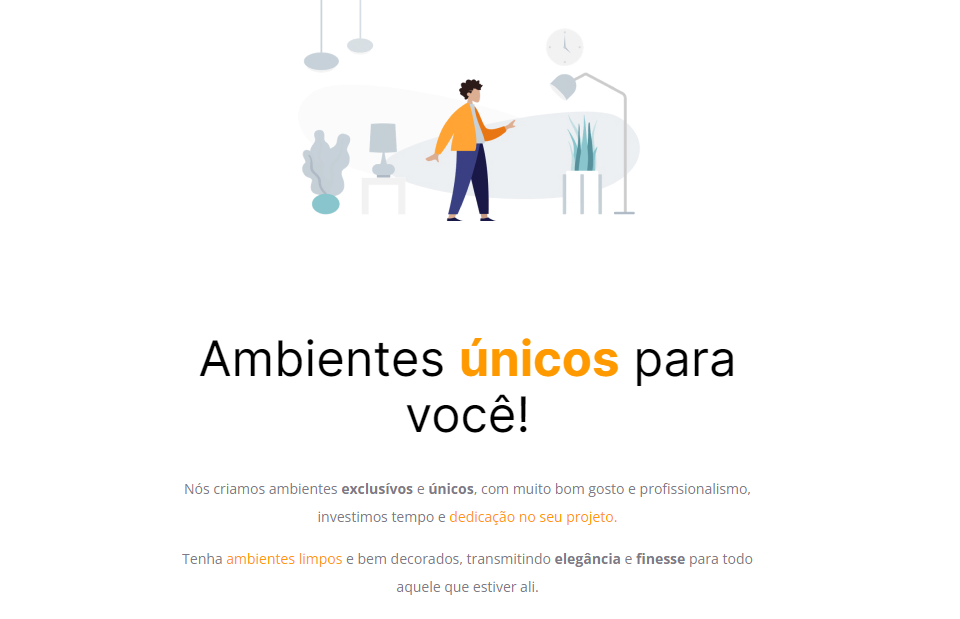 Ambientes únicos para
você!
Nós criamos ambientes exclusívos e únicos, com muito bom gosto e profissionalismo,
investimos tempo e dedicação no seu projeto.
Tenha ambientes limpos e bem decorados, transmitindo elegância e finesse para todo
aquele que estiver ali.